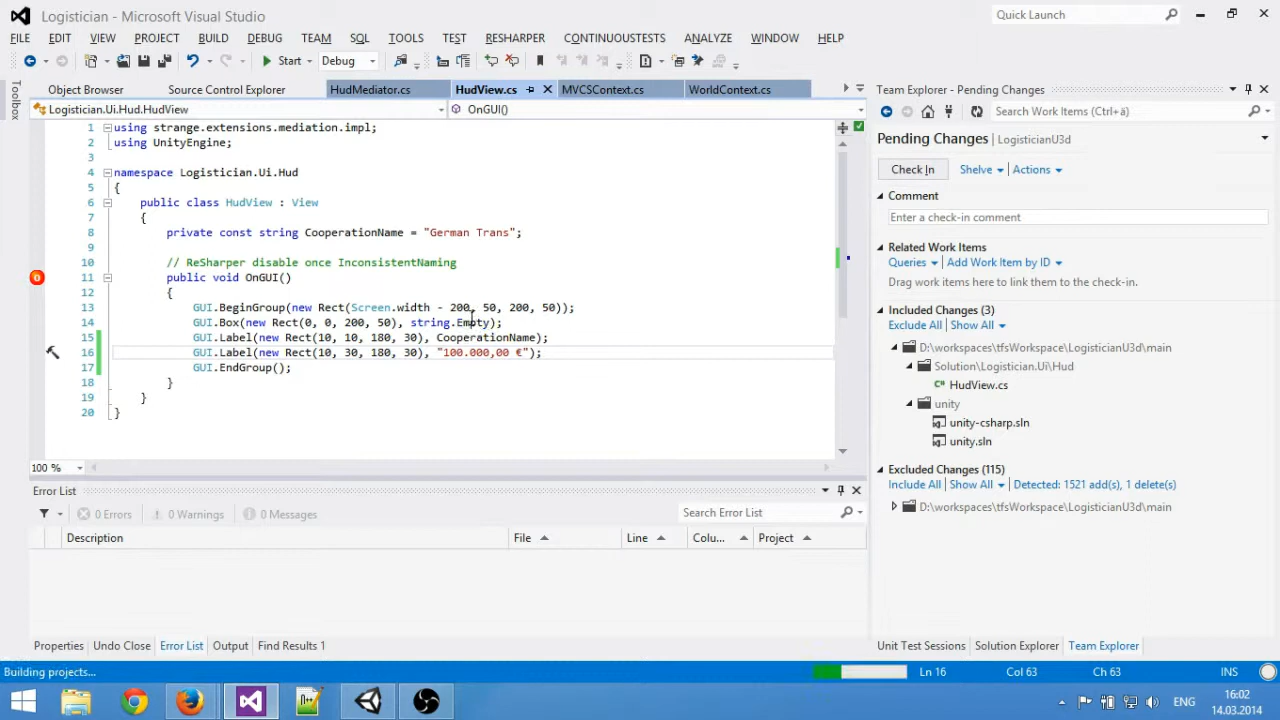 Logistician - Microsoft Visual Studio
Quick Launch
FILE EDIT VIEW PROJECT BUILD DEBUG TEAM SQL TOOLS TEST RESHARPER CONTINUOUSTESTS ANALYZE WINDOW HELP
Start Debug
Toolbox
Object Browser Source Control Explorer HudMediator.cs HudView.cs MVCSContext.cs WorldContext.cs
Logistician.Ui.Hud.HudView OnGUI()
1 using strange.extensions.mediation.impl;
2 using UnityEngine;
3
4 namespace Logistician.Ui.Hud
5 {
6 public class HudView : View
7 {
8 private const string CooperationName = "German Trans";
9
10 // ReSharper disable once InconsistentNaming
11 public void OnGUI()
12 {
13 GUI.BeginGroup(new Rect(Screen.width - 200, 50, 200, 50));
14 GUI.Box(new Rect(0, 0, 200, 50), string.Empty);
15 GUI.Label(new Rect(10, 10, 180, 30), CooperationName);
16 GUI.Label(new Rect(10, 30, 180, 30), "100.000,00 €");
17 GUI.EndGroup();
18 }
19 }
20 }
100 %
Error List
0 Errors 0 Warnings 0 Messages
Search Error List
Description File Line Colu... Project
Properties Undo Close Error List Output Find Results 1
Team Explorer - Pending Changes
Search Work Items (Ctrl+ä)
Pending Changes | LogisticianU3d
Check In Shelve Actions
Comment
Enter a check-in comment
Related Work Items
Queries Add Work Item by ID
Drag work items here to link them to the check-in.
Included Changes (3)
Exclude All Show All
D:\workspaces\tfsWorkspace\LogisticianU3d\main
Solution\Logistician.Ui\Hud
HudView.cs
unity
unity-csharp.sln
unity.sln
Excluded Changes (115)
Include All Show All Detected: 1521 add(s), 1 delete(s)
D:\workspaces\tfsWorkspace\LogisticianU3d\main
Unit Test Sessions Solution Explorer Team Explorer
Building projects... Ln 16 Col 63 Ch 63 INS
ENG
16:02
14.03.2014